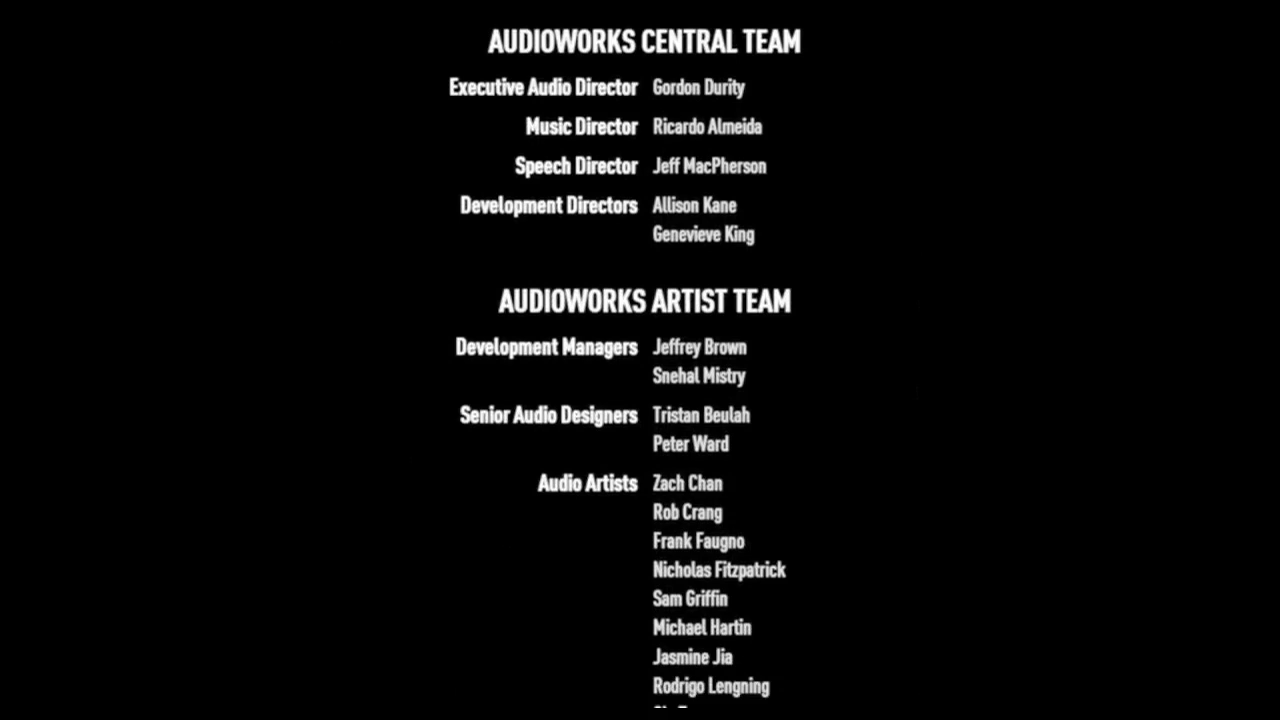 AUDIOWORKS CENTRAL TEAM
Executive Audio Director Gordon Durity
Music Director Ricardo Almeida
Speech Director Jeff MacPherson
Development Directors Allison Kane
Genevieve King
AUDIOWORKS ARTIST TEAM
Development Managers Jeffrey Brown
Snehal Mistry
Senior Audio Designers Tristan Beulah
Peter Ward
Audio Artists Zach Chan
Rob Crang
Frank Faugno
Nicholas Fitzpatrick
Sam Griffin
Michael Hartin
Jasmine Jia
Rodrigo Lengning